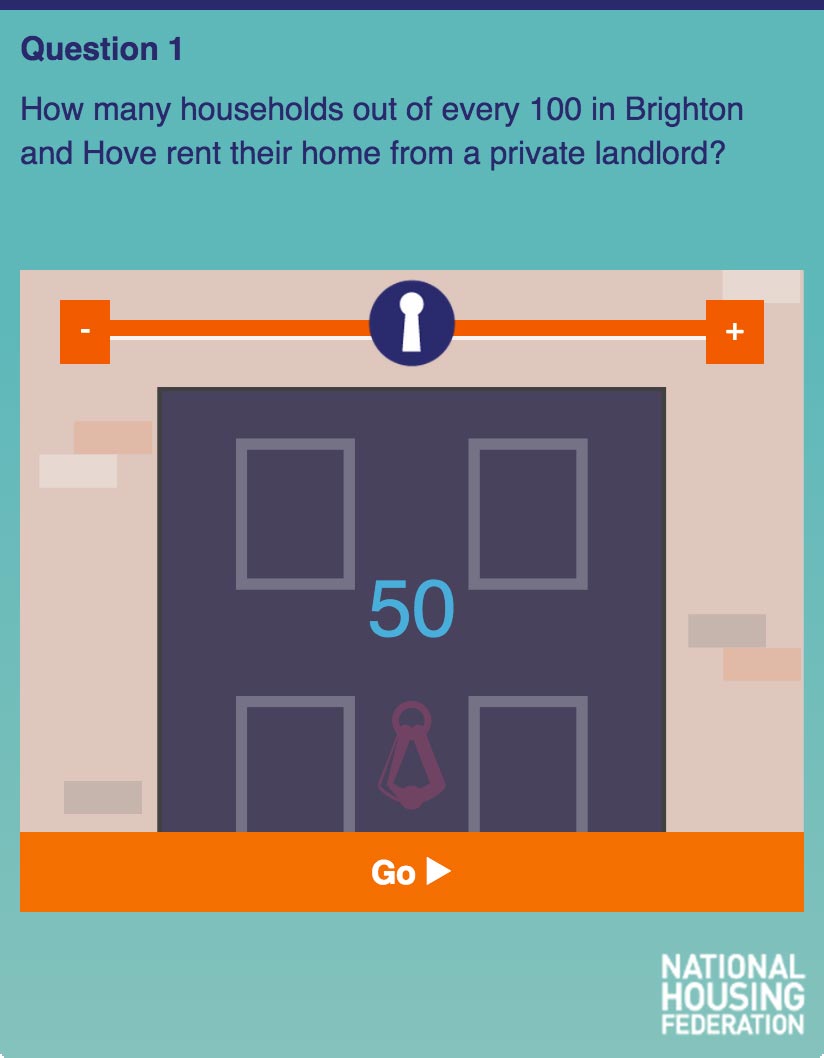 Question 1
How many households out of every 100 in Brighton
and Hove rent their home from a private landlord?
-
+
50
Go
NATIONAL
HOUSING
FEDERATION